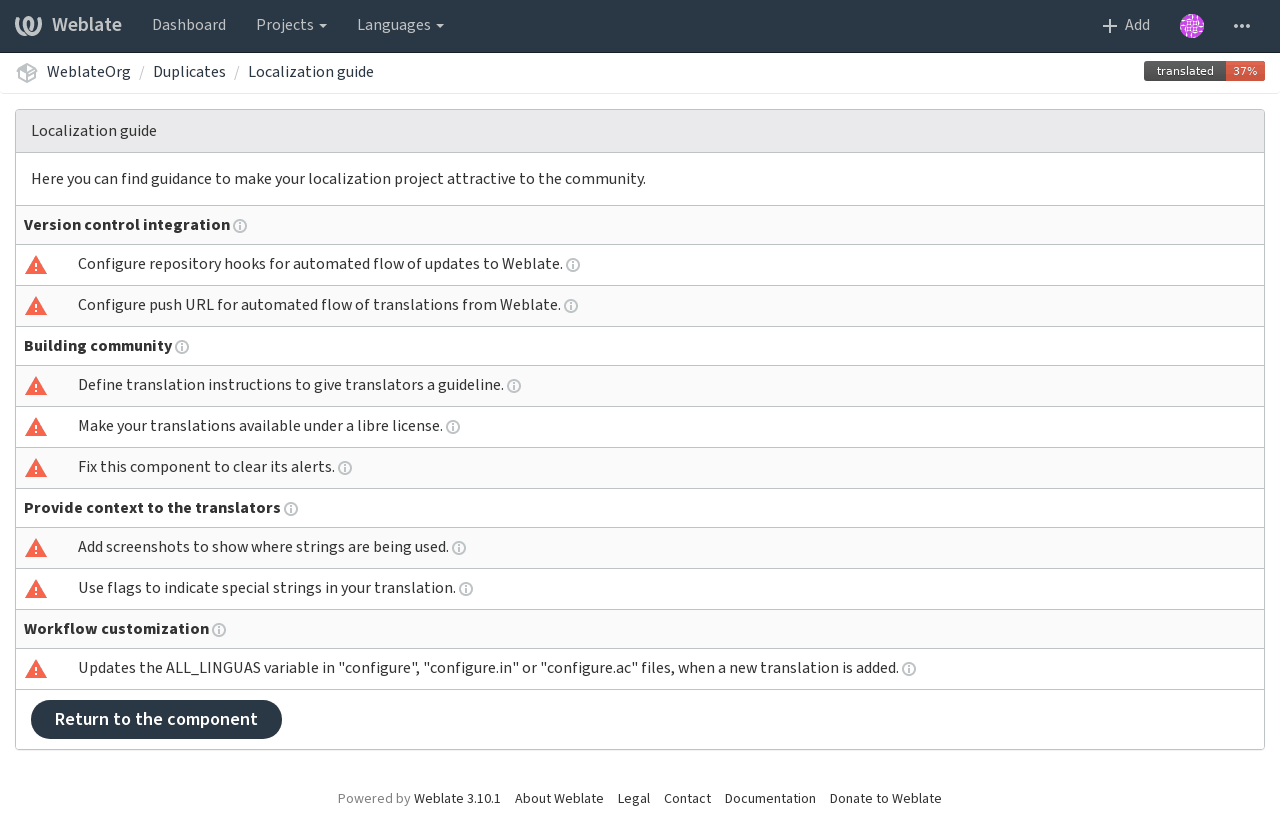 Weblate Dashboard Projects Languages Add
WeblateOrg / Duplicates / Localization guide translated 37%
Localization guide
Here you can find guidance to make your localization project attractive to the community.
Version control integration
Configure repository hooks for automated flow of updates to Weblate.
Configure push URL for automated flow of translations from Weblate.
Building community
Define translation instructions to give translators a guideline.
Make your translations available under a libre license.
Fix this component to clear its alerts.
Provide context to the translators
Add screenshots to show where strings are being used.
Use flags to indicate special strings in your translation.
Workflow customization
Updates the ALL_LINGUAS variable in "configure", "configure.in" or "configure.ac" files, when a new translation is added.
Return to the component
Powered by Weblate 3.10.1 About Weblate Legal Contact Documentation Donate to Weblate